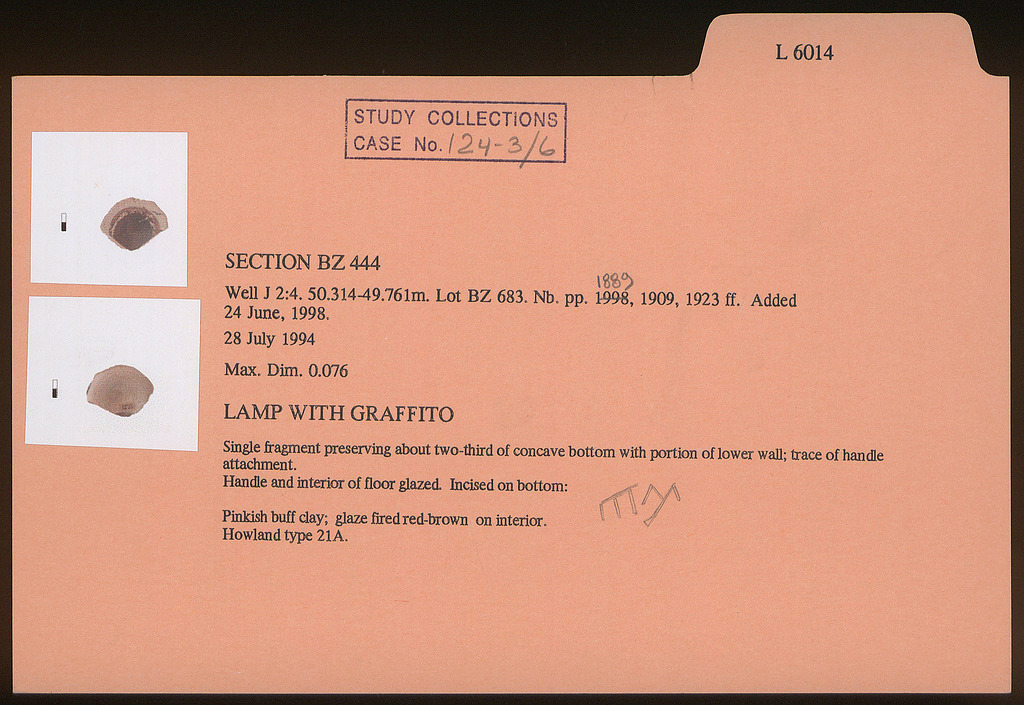 L 6014
STUDY COLLECTIONS
CASE No. 124-3/6
SECTION BZ 444
1889
Well J 2:4. 50.314-49.761m. Lot BZ 683. Nb. pp. 1998, 1909, 1923 ff. Added
24 June, 1998.
28 July 1994
Max. Dim. 0.076
LAMP WITH GRAFFITO
Single fragment preserving about two-third of concave bottom with portion of lower wall; trace of handle
attachment.
Handle and interior of floor glazed. Incised on bottom:
Pinkish buff clay; glaze fired red-brown on interior.
Howland type 21A.